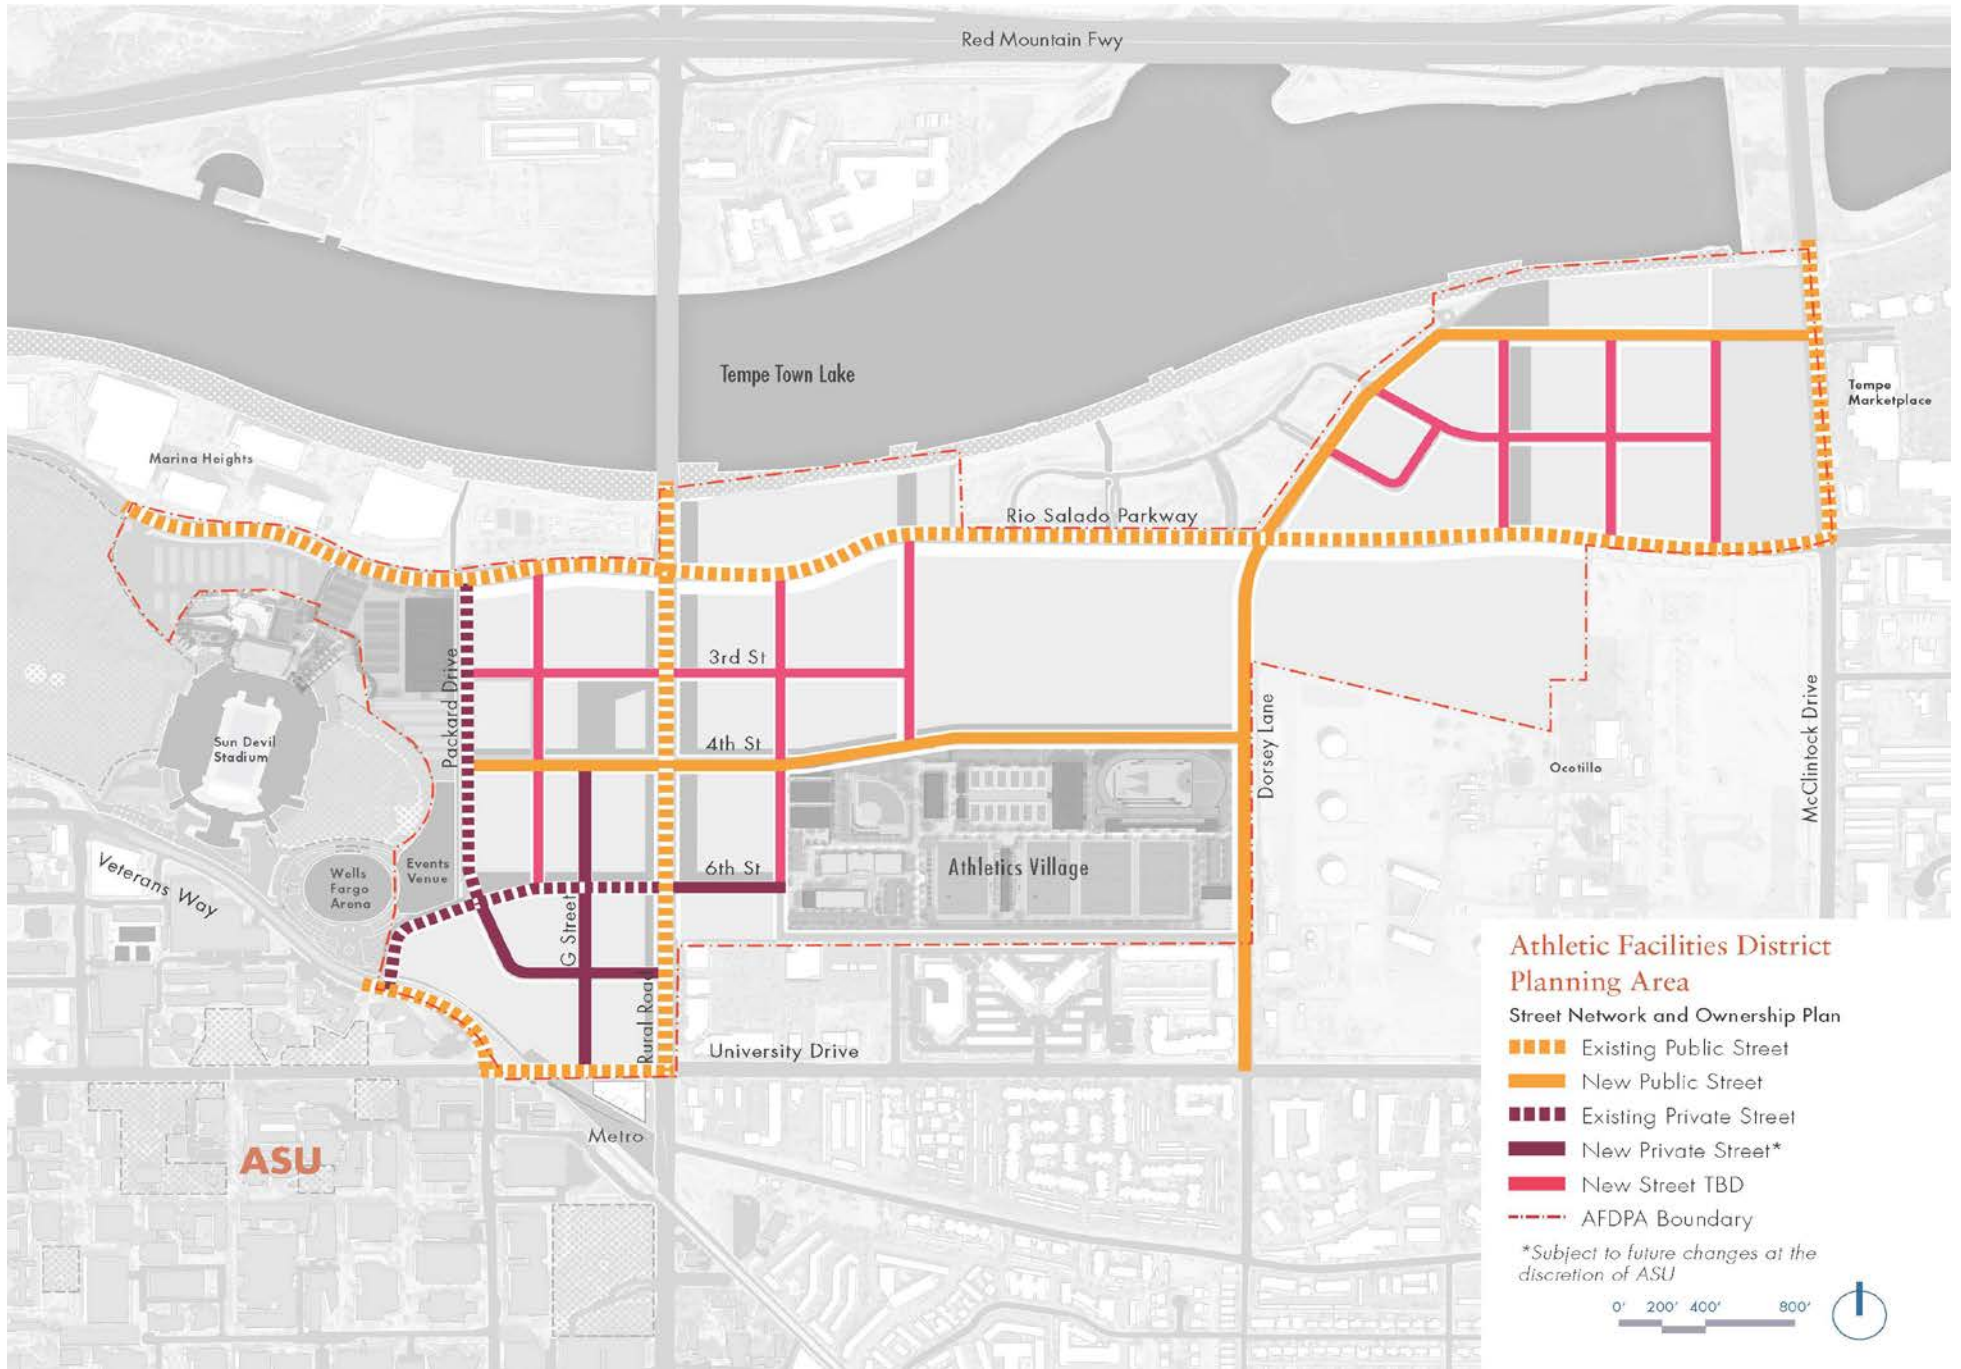 Red Mountain Fwy
Tempe Town Lake
Tempe
Marketplace
Marina Heights
Rio Salado Parkway
3rd St
Packard Drive
4th St
Sun Devil
Stadium
Dorsey Lane
McClintock Drive
Ocotillo
Veterans Way
Wells
Fargo
Arena
Events
Venue
6th St
Athletics Village
G Street
Rural Road
University Drive
Metro
ASU
Athletic Facilities District
Planning Area
Street Network and Ownership Plan
Existing Public Street
New Public Street
Existing Private Street
New Private Street*
New Street TBD
AFDPA Boundary
*Subject to future changes at the
discretion of ASU
0' 200' 400' 800'